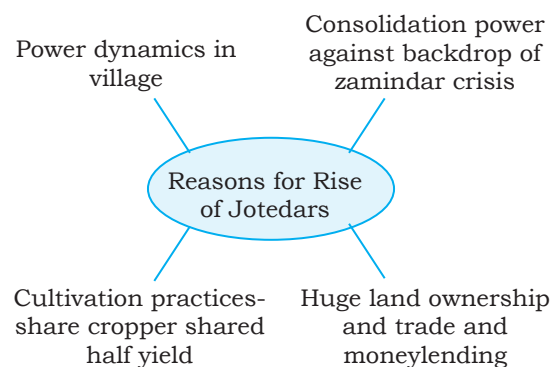 Power dynamics in
village
Consolidation power
against backdrop of
zamindar crisis
Reasons for Rise
of Jotedars
Cultivation practices-
share cropper shared
half yield
Huge land ownership
and trade and
moneylending